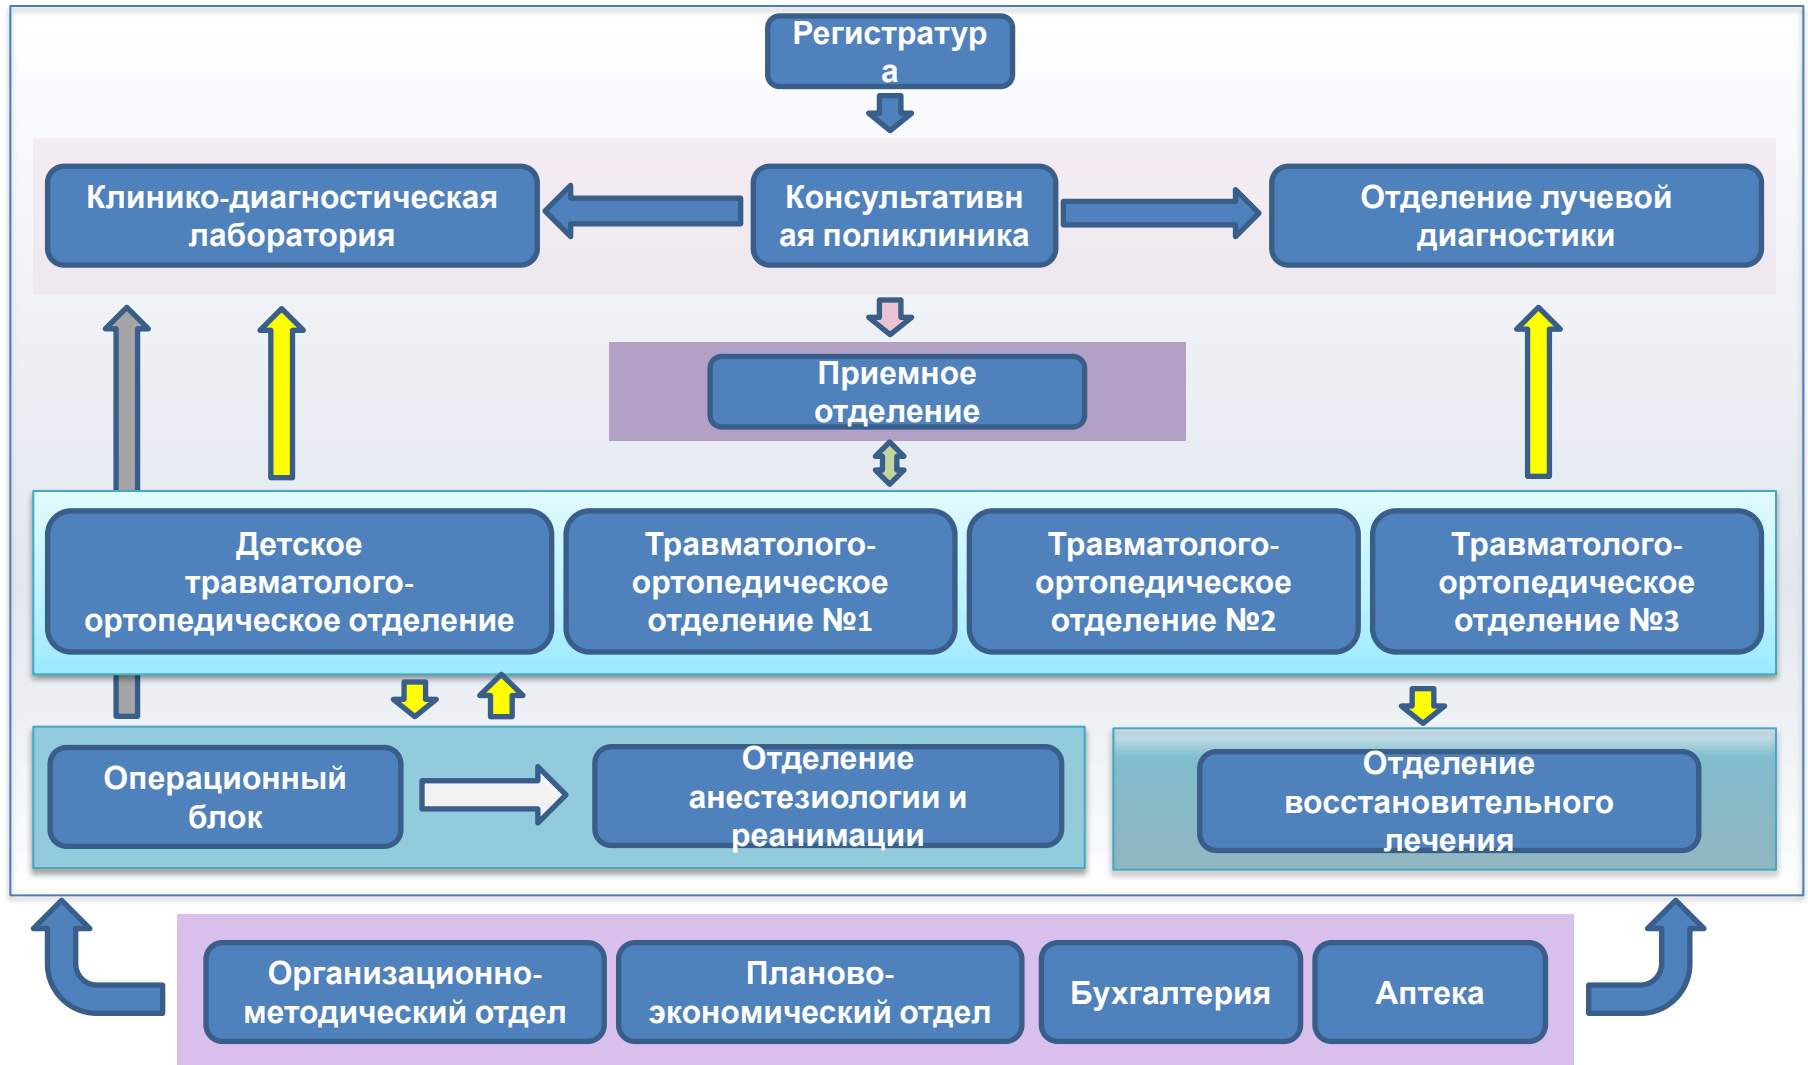 Регистратур
а
Клинико-диагностическая
лаборатория
Консультативн
ая поликлиника
Отделение лучевой
диагностики
Приемное
отделение
Детское
травматолого-
ортопедическое отделение
Травматолого-
ортопедическое
отделение №1
Травматолого-
ортопедическое
отделение №2
Травматолого-
ортопедическое
отделение №3
Операционный
блок
Отделение
анестезиологии и
реанимации
Отделение
восстановительного
лечения
Организационно-
методический отдел
Планово-
экономический отдел
Бухгалтерия
Аптека